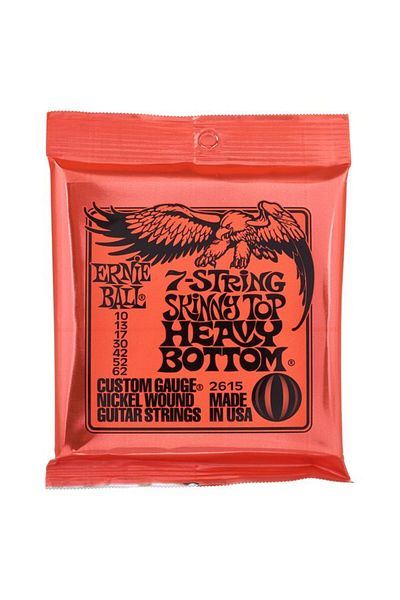 ERNIE
BALL®
7-STRING
SKINNY TOP
HEAVY
BOTTOM®
10
13
17
30
42
52
62
CUSTOM GAUGE® 2615
NICKEL WOUND MADE
GUITAR STRINGS IN USA